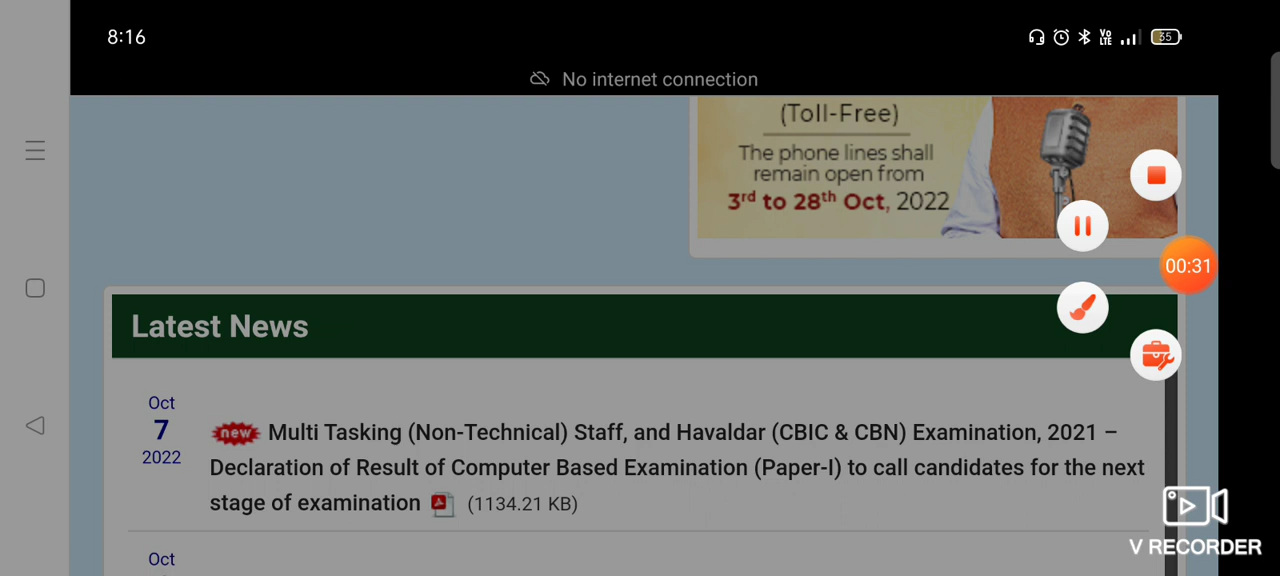 8:16
Vo
LTE
35
No internet connection
(Toll-Free)
The phone lines shall
remain open from
3rd to 28th Oct, 2022
00:31
Latest News
Oct
7
2022
new Multi Tasking (Non-Technical) Staff, and Havaldar (CBIC & CBN) Examination, 2021 –
Declaration of Result of Computer Based Examination (Paper-I) to call candidates for the next
stage of examination (1134.21 KB)
V RECORDER
Oct